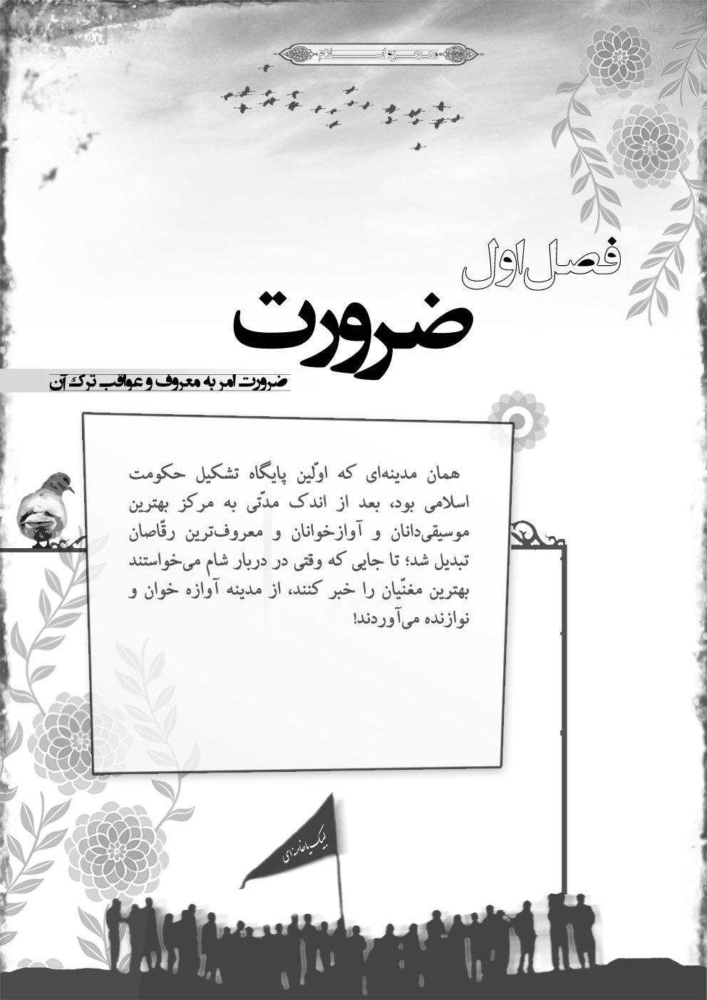 معجزه اسلام
فصل اول
ضرورت
ضرورت امر به معروف و عواقب ترک آن
همان مدینه‌ای که اوّلین پایگاه تشکیل حکومت
اسلامی بود، بعد از اندک مدّتی به مرکز بهترین
موسیقی‌دانان و آوازخوانان و معروف‌ترین رقّاصان
تبدیل شد؛ تا جایی که وقتی در دربار شام می‌خواستند
بهترین مغنّیان را خبر کنند، از مدینه آوازه خوان و
نوازنده می‌آوردند!
لبیک یا خامنه‌ای